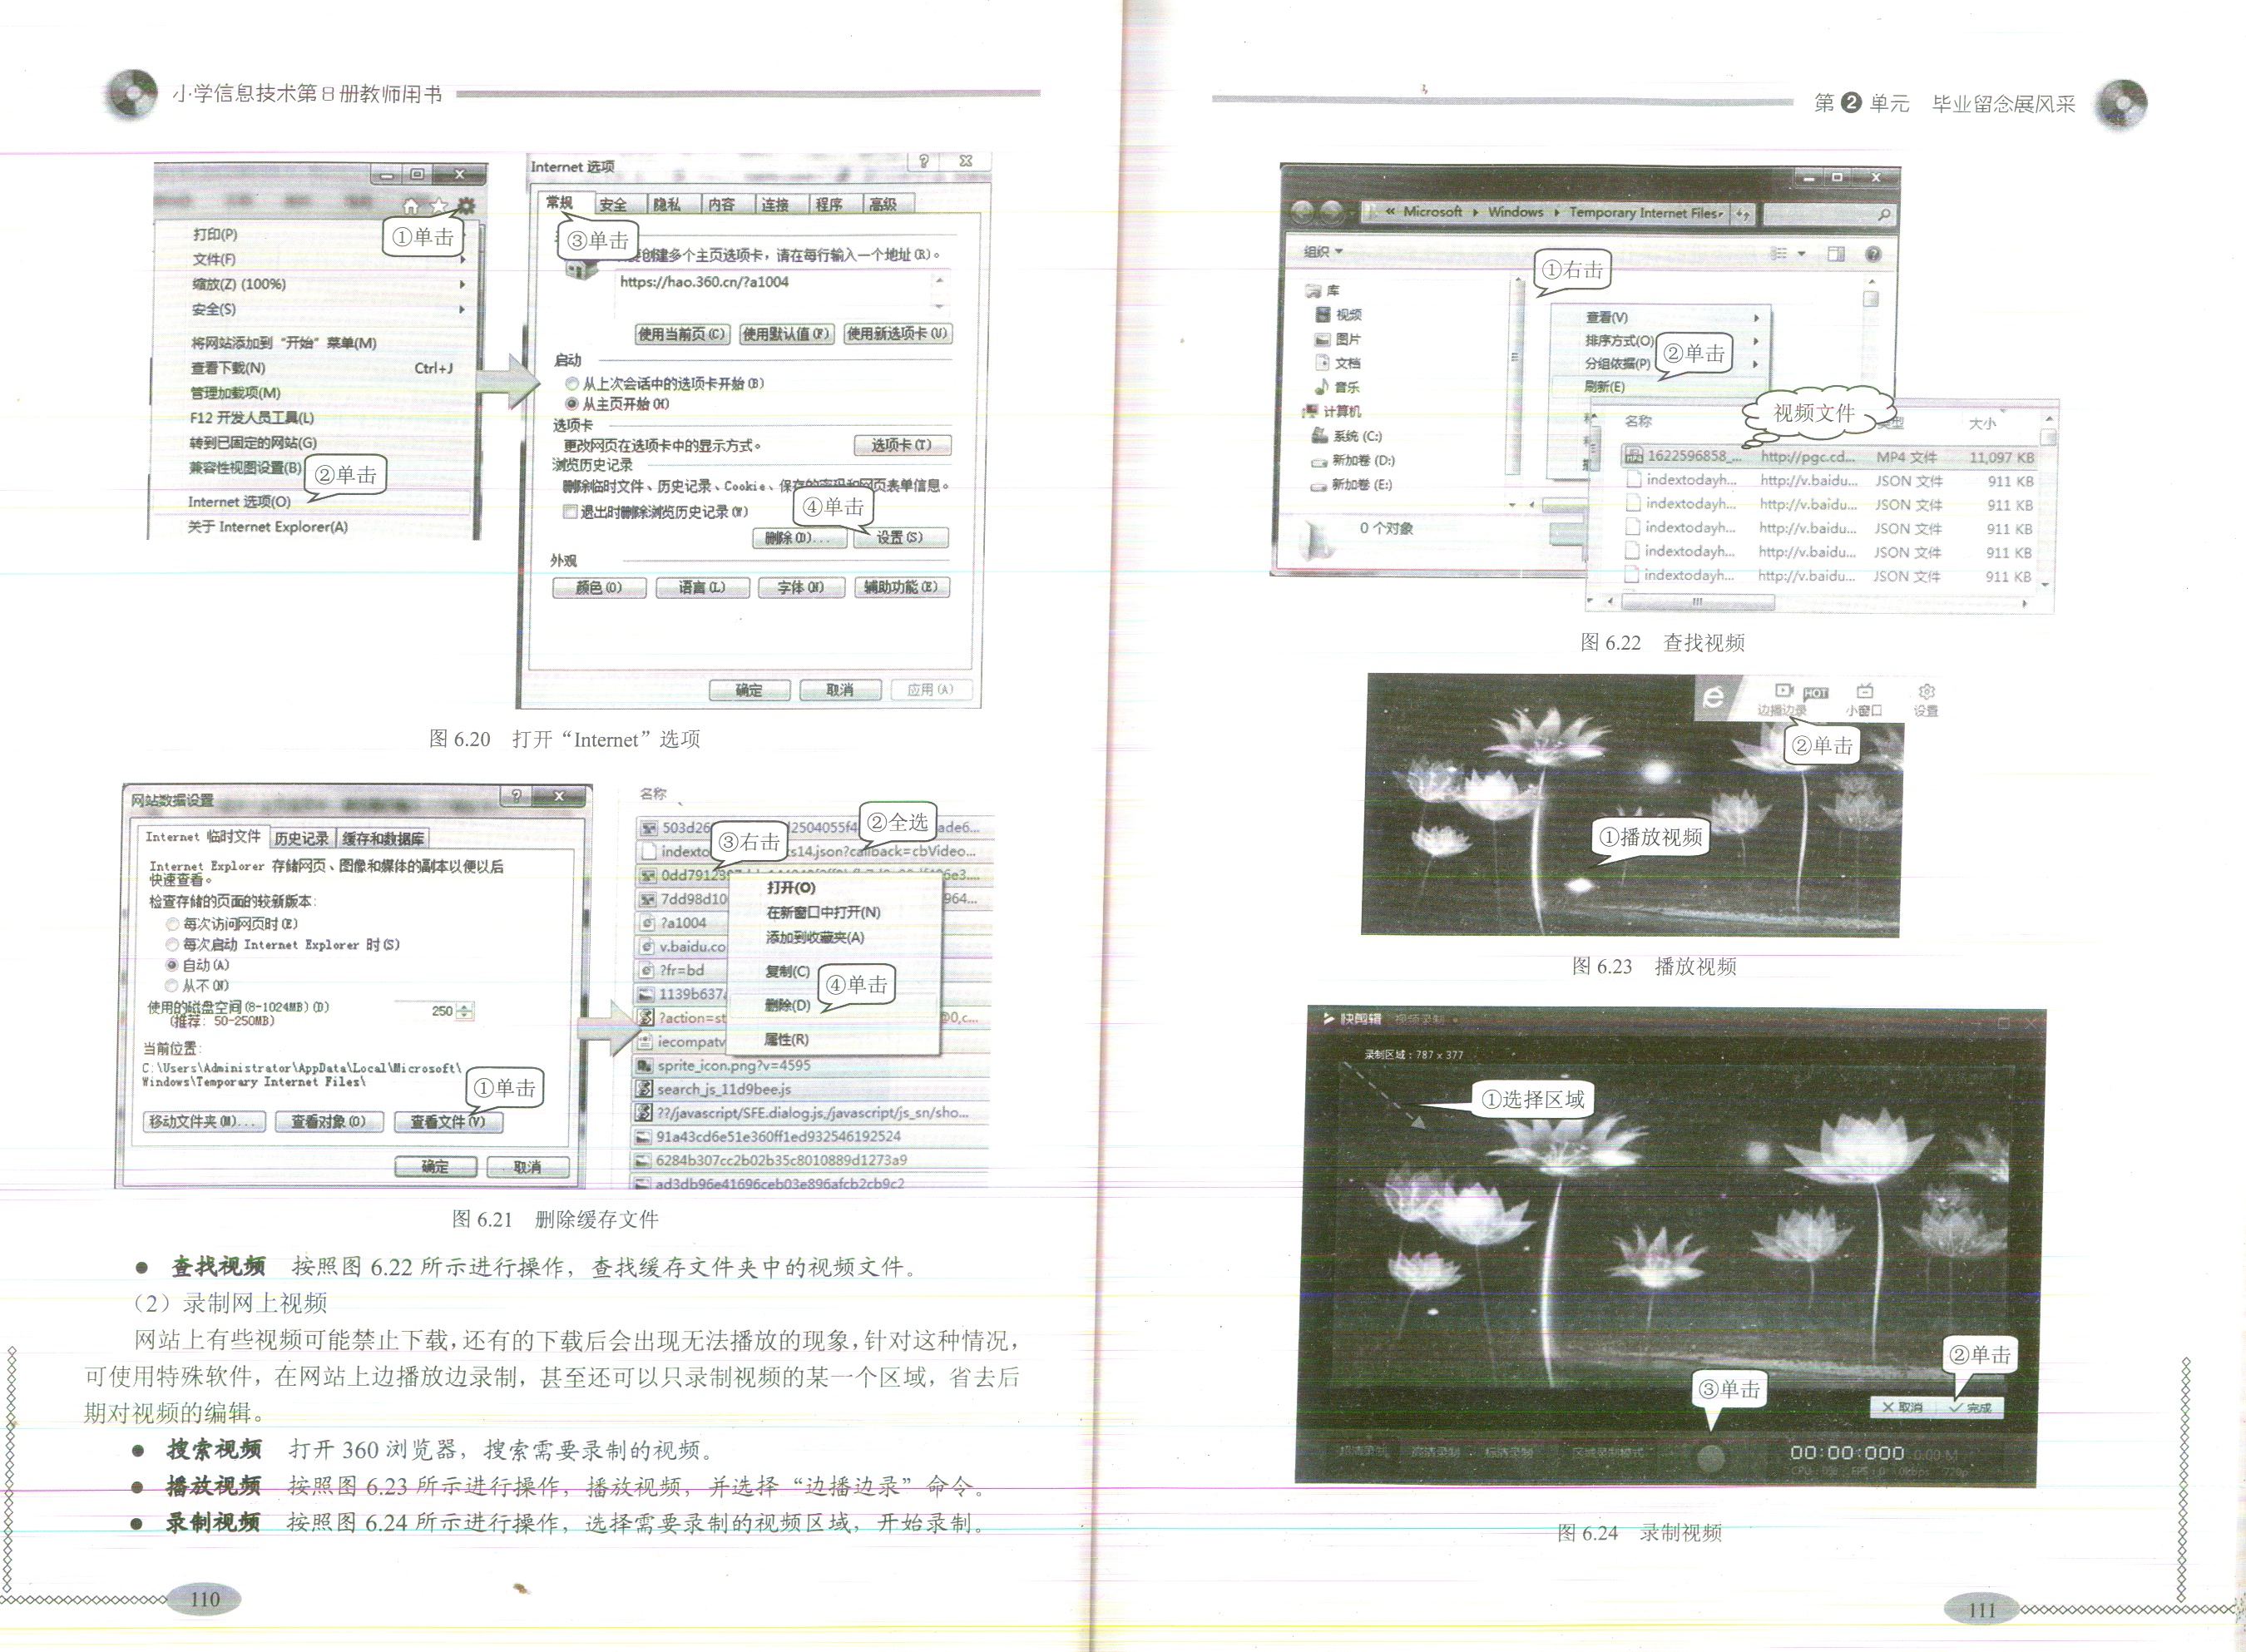 小学信息技术第8册教师用书
打印(P)
文件(F)
缩放(Z) (100%)
安全(S)
将网站添加到“开始”菜单(M)
查看下载(N) Ctrl+J
管理加载项(M)
F12 开发人员工具(L)
转到已固定的网站(G)
兼容性视图设置(B)
Internet 选项(O)
关于 Internet Explorer(A)
①单击
②单击
Internet 选项
常规 安全 隐私 内容 连接 程序 高级
③单击
创建多个主页选项卡，请在每行输入一个地址(R)。
https://hao.360.cn/?a1004
使用当前页(C) 使用默认值(F) 使用新选项卡(U)
启动
从上次会话中的选项卡开始(B)
从主页开始(H)
选项卡
更改网页在选项卡中的显示方式。 选项卡(T)
浏览历史记录
删除临时文件、历史记录、Cookie、保存的密码和网页表单信息。
④单击
退出时删除浏览历史记录(W)
删除(D)... 设置(S)
外观
颜色(O) 语言(L) 字体(N) 辅助功能(E)
确定 取消 应用(A)
图 6.20 打开“Internet”选项
网站数据设置
Internet 临时文件 历史记录 缓存和数据库
Internet Explorer 存储网页、图像和媒体的副本以便以后
快速查看。
检查存储的页面的较新版本:
每次访问网页时(E)
每次启动 Internet Explorer 时(S)
自动(A)
从不(N)
使用的磁盘空间(8-1024MB)(D) 250
(推荐: 50-250MB)
当前位置:
C:\Users\Administrator\AppData\Local\Microsoft\
Windows\Temporary Internet Files\
①单击
移动文件夹(M)... 查看对象(O) 查看文件(V)
确定 取消
名称
②全选
③右击
?a1004
v.baidu.co
?fr=bd
1139b637
?action=st
iecompatv
sprite_icon.png?v=4595
search_js_11d9bee.js
??/javascript/SFE.dialog.js,/javascript/js_sn/sho...
91a43cd6e51e360ff1ed932546192524
6284b307cc2b02b35c8010889d1273a9
ad3db96e41696ceb03e896afcb2cb9c2
打开(O)
在新窗口中打开(N)
添加到收藏夹(A)
复制(C)
④单击
删除(D)
属性(R)
图 6.21 删除缓存文件
● 查找视频 按照图 6.22 所示进行操作，查找缓存文件夹中的视频文件。
（2）录制网上视频
网站上有些视频可能禁止下载，还有的下载后会出现无法播放的现象，针对这种情况，
可使用特殊软件，在网站上边播放边录制，甚至还可以只录制视频的某一个区域，省去后
期对视频的编辑。
● 搜索视频 打开 360 浏览器，搜索需要录制的视频。
● 播放视频 按照图 6.23 所示进行操作，播放视频，并选择“边播边录”命令。
● 录制视频 按照图 6.24 所示进行操作，选择需要录制的视频区域，开始录制。
110
第2单元 毕业留念展风采
« Microsoft ▸ Windows ▸ Temporary Internet Files
组织
①右击
库
视频
图片
文档
音乐
计算机
系统 (C:)
新加卷 (D:)
新加卷 (E:)
0 个对象
查看(V)
排序方式(O)
分组依据(P)
刷新(E)
②单击
视频文件
名称 类型 大小
1622596858_... http://pgc.cd... MP4 文件 11,097 KB
indextodayh... http://v.baidu... JSON 文件 911 KB
indextodayh... http://v.baidu... JSON 文件 911 KB
indextodayh... http://v.baidu... JSON 文件 911 KB
indextodayh... http://v.baidu... JSON 文件 911 KB
indextodayh... http://v.baidu... JSON 文件 911 KB
图 6.22 查找视频
HOT
边播边录 小窗口 设置
②单击
①播放视频
图 6.23 播放视频
快剪辑 视频录制
录制区域：787 x 377
①选择区域
②单击
③单击
取消 完成
区域录制模式
00:00:000
图 6.24 录制视频
111